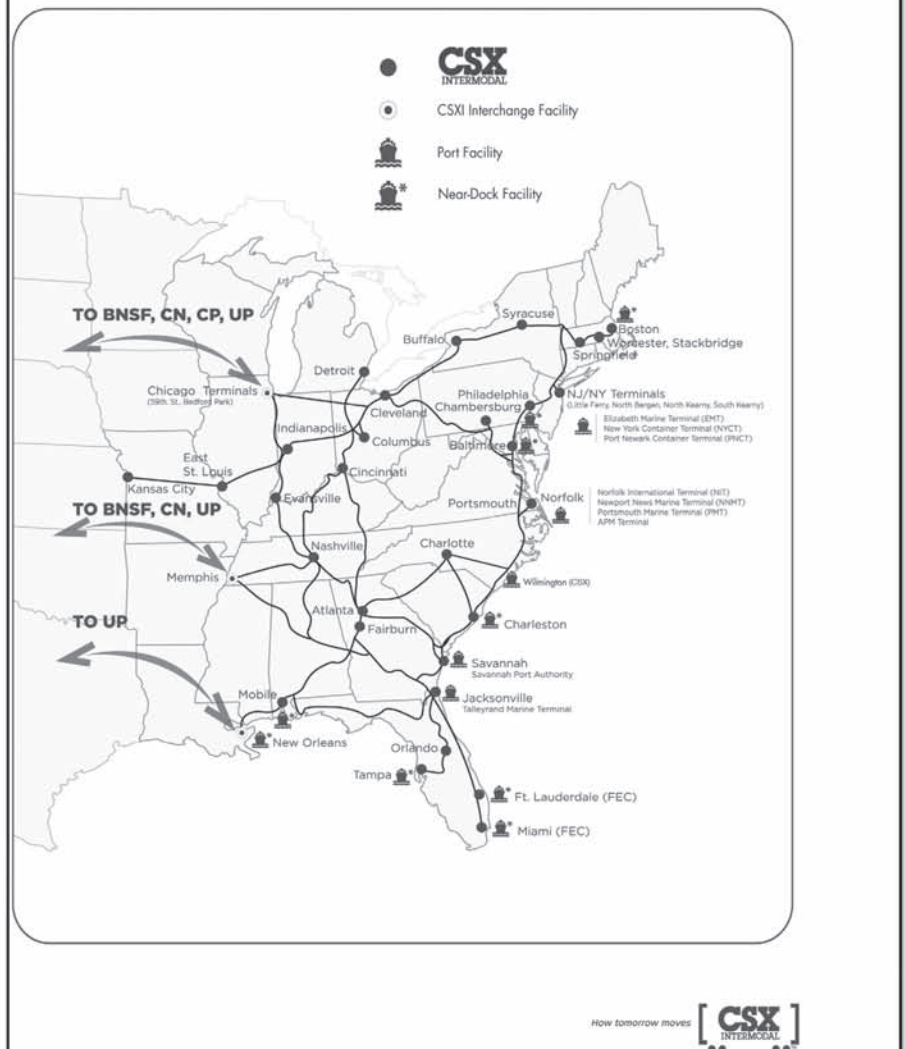 CSX
INTERMODAL
CSXI Interchange Facility
Port Facility
Near-Dock Facility
*
TO BNSF, CN, CP, UP
Syracuse
Buffalo
*
Boston
Worcester, Stackbridge
Springfield
Detroit
Chicago Terminals
(59th. St. Bedford Park)
Cleveland
Philadelphia
Chambersburg
*
NJ/NY Terminals
(Little Ferry, North Bergen, North Kearny, South Kearny)
Elizabeth Marine Terminal (EMT)
New York Container Terminal (NYCT)
Port Newark Container Terminal (PNCT)
Indianapolis
Columbus
Baltimore
*
East
St. Louis
Cincinnati
Kansas City
Evansville
Portsmouth
Norfolk
Norfolk International Terminal (NIT)
Newport News Marine Terminal (NNMT)
Portsmouth Marine Terminal (PMT)
APM Terminal
TO BNSF, CN, UP
Nashville
Charlotte
Memphis
Wilmington (CSX)
Atlanta
Fairburn
*
Charleston
TO UP
Savannah
Savannah Port Authority
Mobile
*
Jacksonville
Talleyrand Marine Terminal
*
New Orleans
Orlando
Tampa
*
*
Ft. Lauderdale (FEC)
*
Miami (FEC)
How tomorrow moves
[CSX]
INTERMODAL